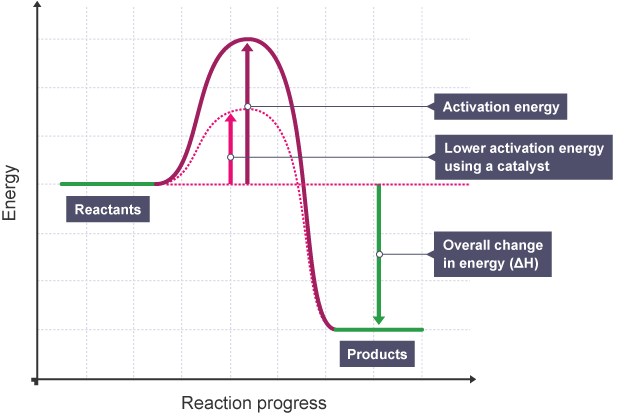 Activation energy
Lower activation energy
using a catalyst
Reactants
Energy
Overall change
in energy (ΔH)
Products
Reaction progress